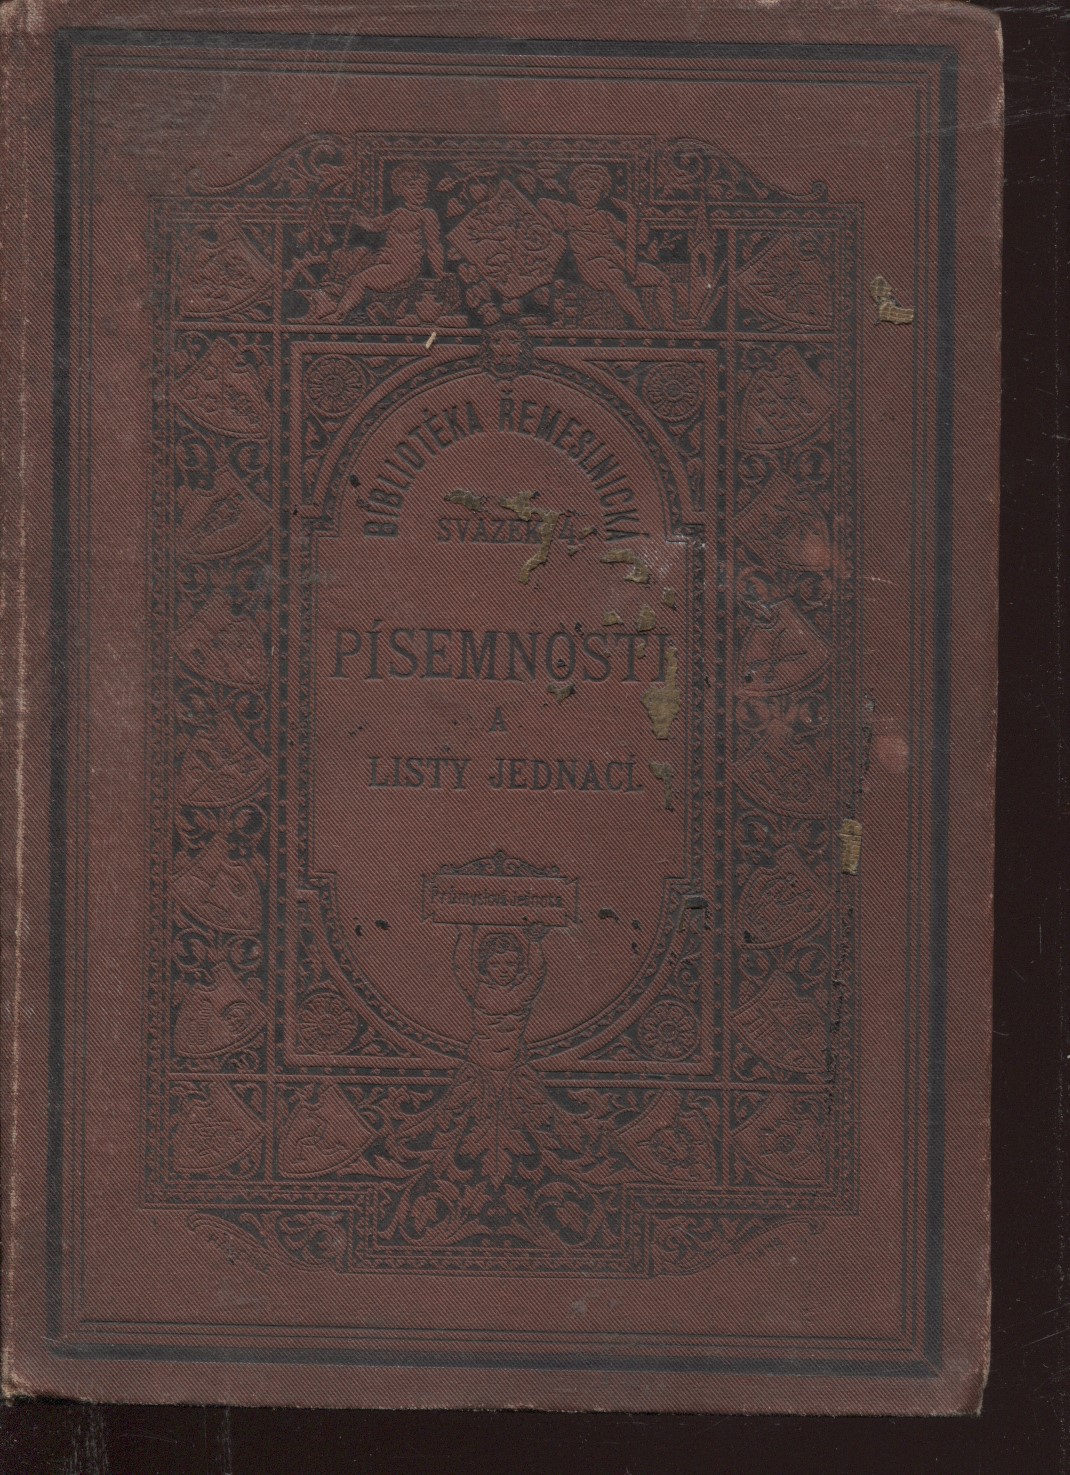 BIBLIOTÉKA ŘEMESLNICKÁ
SVAZEK 4.
PÍSEMNOSTI
A
LISTY JEDNACÍ.
Průmyslová Jednota